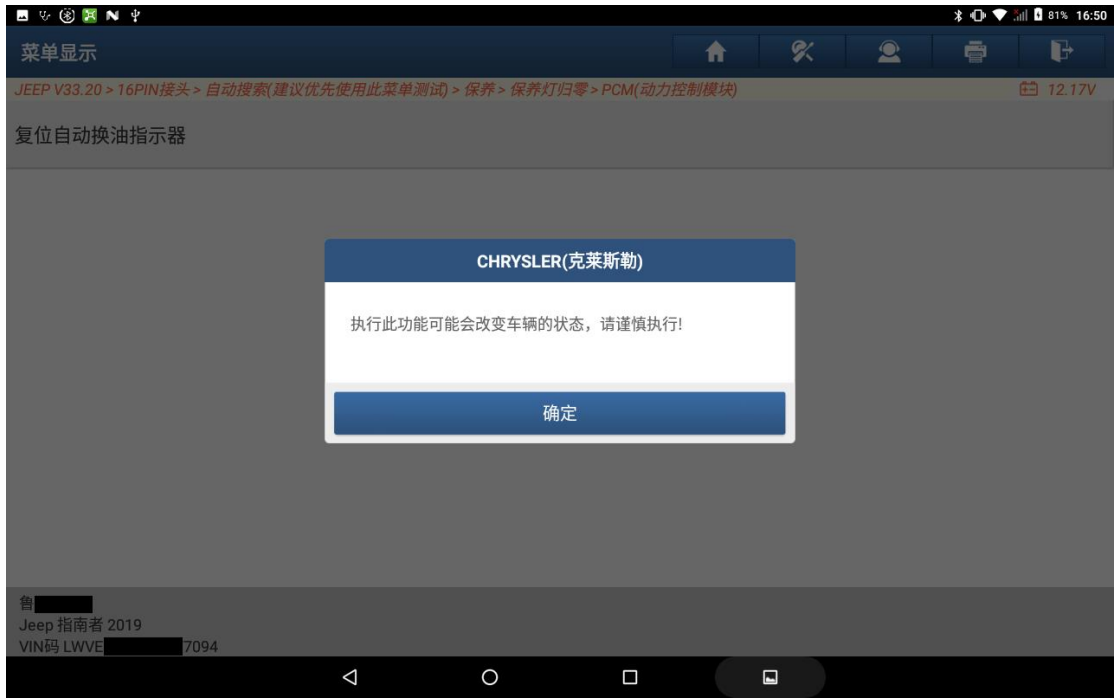 81% 16:50
菜单显示
JEEP V33.20 > 16PIN接头 > 自动搜索(建议优先使用此菜单测试) > 保养 > 保养灯归零 > PCM(动力控制模块) 12.17V
复位自动换油指示器
CHRYSLER(克莱斯勒)
执行此功能可能会改变车辆的状态，请谨慎执行!
确定
鲁
Jeep 指南者 2019
VIN码 LWVE 7094